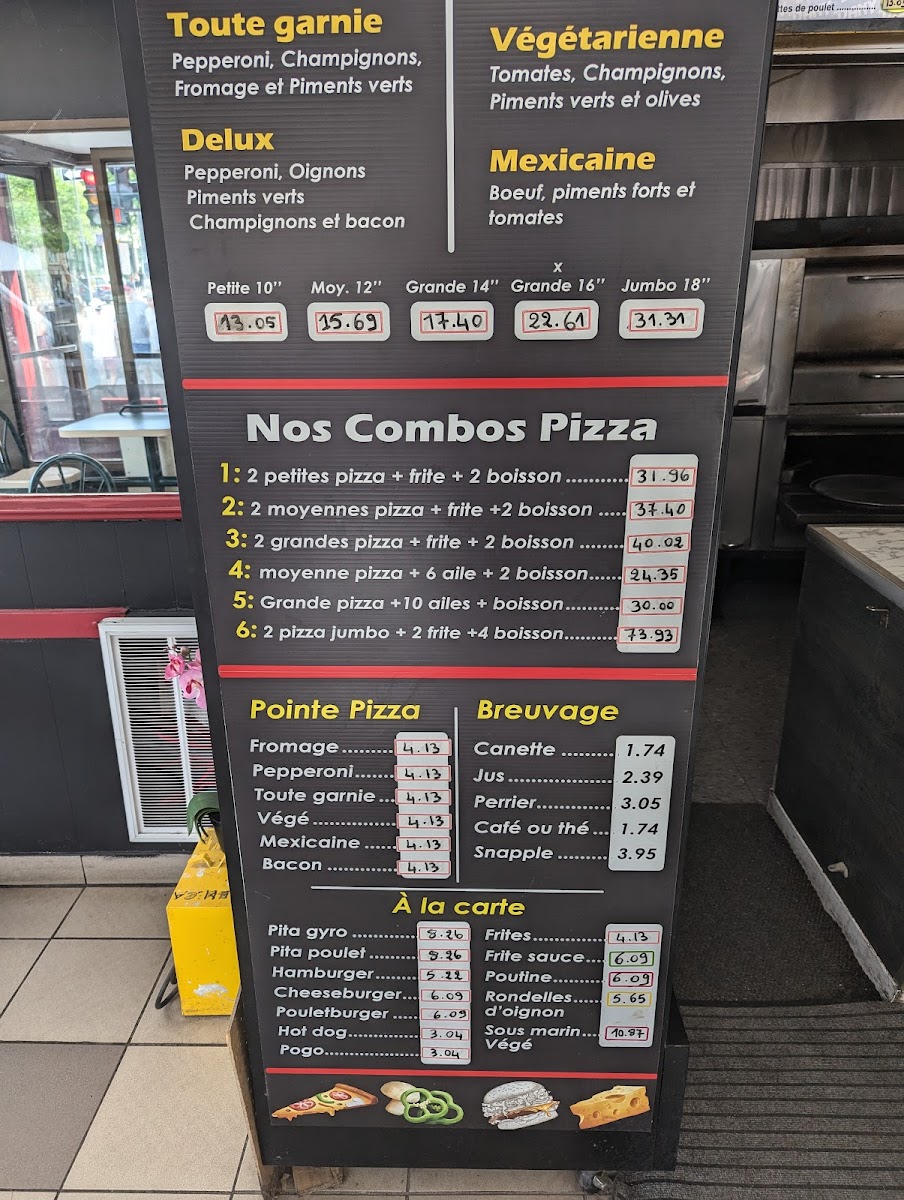 ttes de poulet ................
Toute garnie
Pepperoni, Champignons,
Fromage et Piments verts
Delux
Pepperoni, Oignons
Piments verts
Champignons et bacon
Végétarienne
Tomates, Champignons,
Piments verts et olives
Mexicaine
Boeuf, piments forts et
tomates
Petite 10’’ Moy. 12’’ Grande 14’’ x Grande 16’’ Jumbo 18’’
13.05 15.69 17.40 22.61 31.31
Nos Combos Pizza
1: 2 petites pizza + frite + 2 boisson ........... 31.96
2: 2 moyennes pizza + frite +2 boisson ..... 37.40
3: 2 grandes pizza + frite + 2 boisson ........ 40.02
4: moyenne pizza + 6 aile + 2 boisson...... 24.35
5: Grande pizza +10 ailes + boisson.......... 30.00
6: 2 pizza jumbo + 2 frite +4 boisson.......... 73.93
Pointe Pizza
Fromage ......... 4.13
Pepperoni....... 4.13
Toute garnie ... 4.13
Végé .............. 4.13
Mexicaine ...... 4.13
Bacon ............ 4.13
Breuvage
Canette ......... 1.74
Jus .................. 2.39
Perrier............. 3.05
Café ou thé ... 1.74
Snapple ......... 3.95
À la carte
Pita gyro ............. 8.26
Pita poulet .......... 8.26
Hamburger......... 5.22
Cheeseburger... 6.09
Pouletburger ..... 6.09
Hot dog.............. 3.04
Pogo................... 3.04
Frites.............. 4.13
Frite sauce.... 6.09
Poutine.......... 6.09
Rondelles...... 5.65
d’oignon
Sous marin.... 10.87
Végé